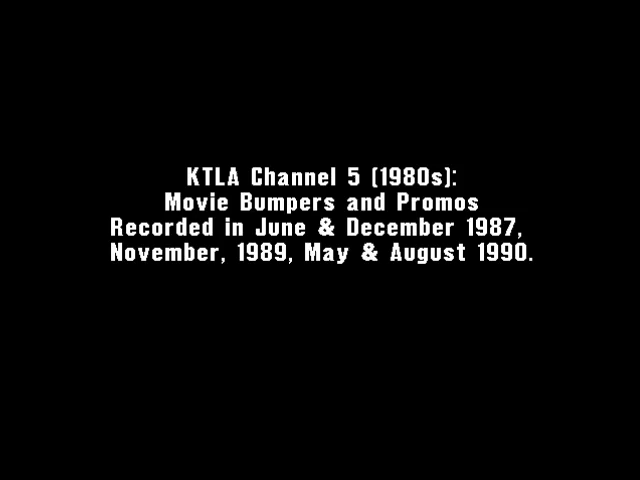 KTLA Channel 5 (1980s):
Movie Bumpers and Promos
Recorded in June & December 1987,
November, 1989, May & August 1990.